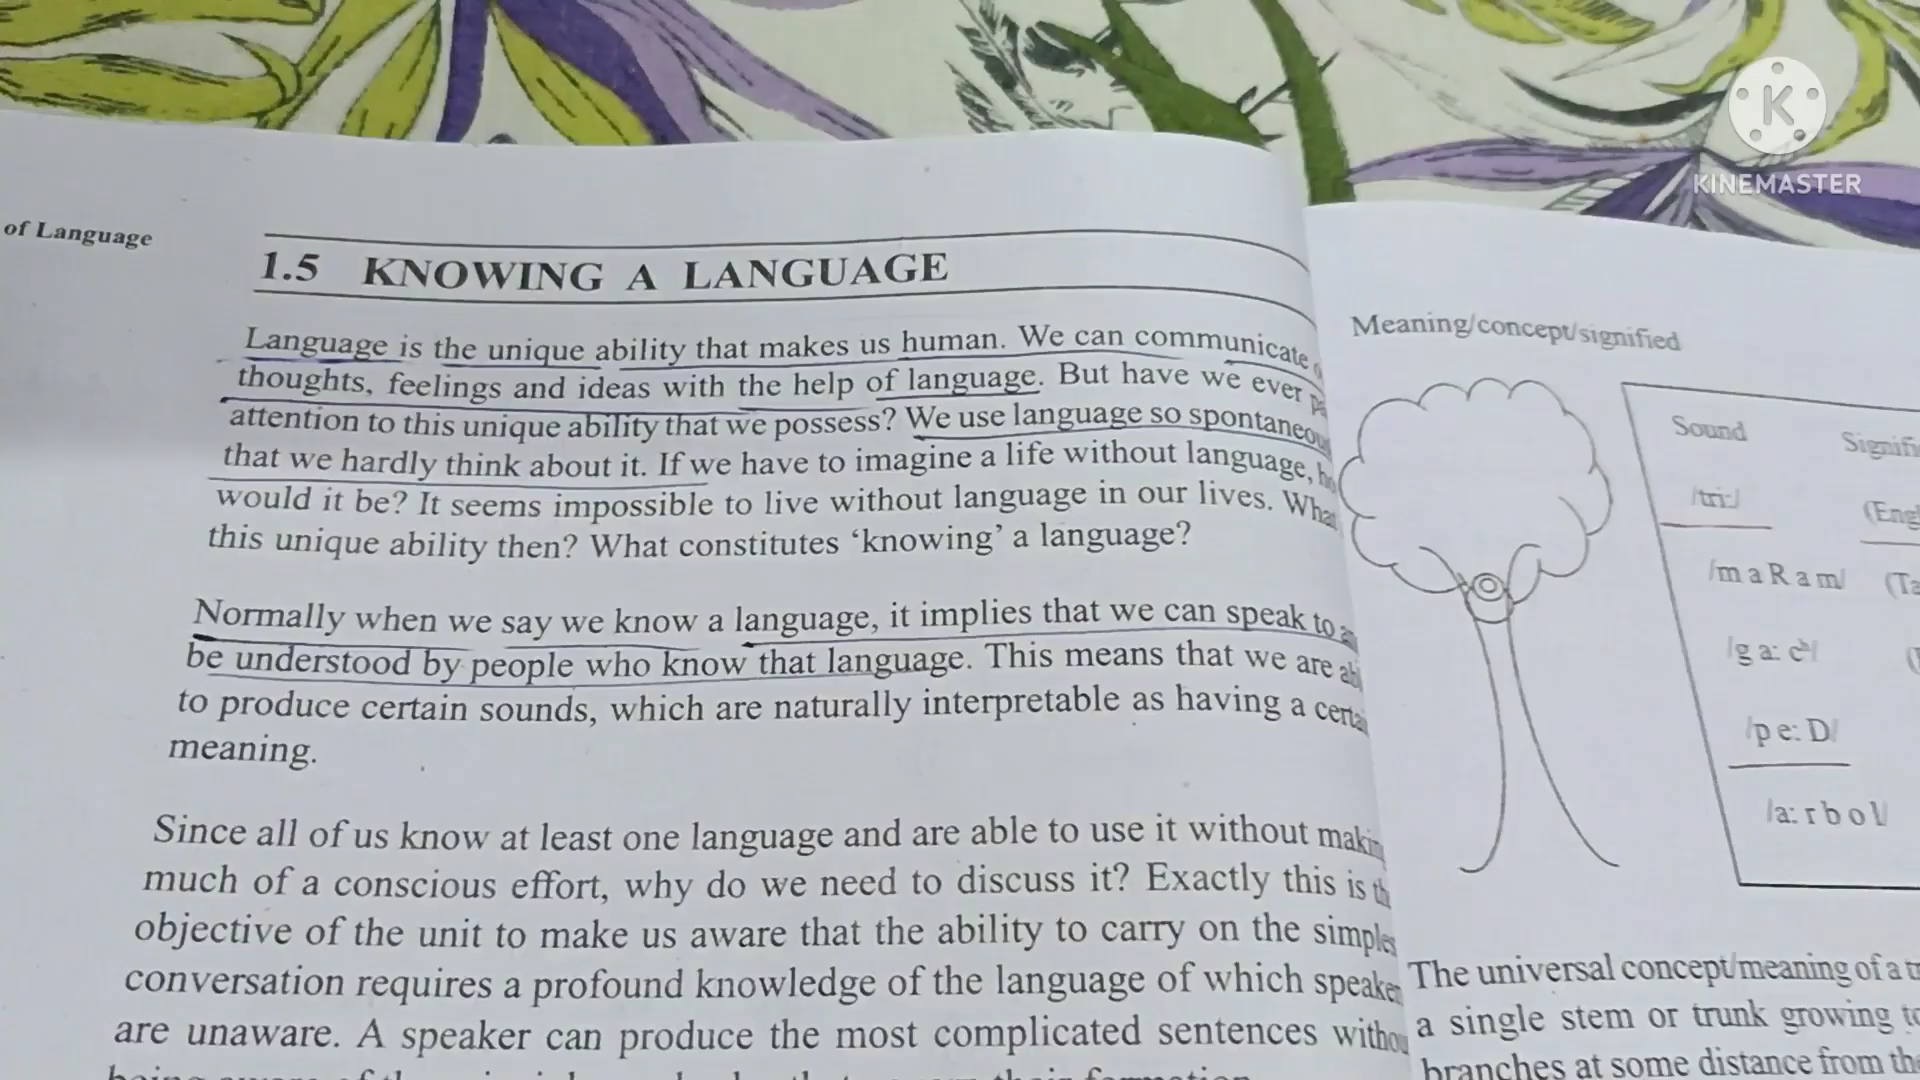 of Language
1.5 KNOWING A LANGUAGE
Language is the unique ability that makes us human. We can communicate
thoughts, feelings and ideas with the help of language. But have we ever
attention to this unique ability that we possess? We use language so
that we hardly think about it. If we have to imagine a life without language,
would it be? It seems impossible to live without language in our lives.
this unique ability then? What constitutes ‘knowing’ a language?
Normally when we say we know a language, it implies that we can speak to
be understood by people who know that language. This means that we are
to produce certain sounds, which are naturally interpretable as having a
meaning.
Since all of us know at least one language and are able to use it without
much of a conscious effort, why do we need to discuss it? Exactly this is
objective of the unit to make us aware that the ability to carry on the
conversation requires a profound knowledge of the language of which
are unaware. A speaker can produce the most complicated sentences
Meaning/concept/signified
Sound
/tri:/
/m a R a m/
/p e: D/
/a: r b o l/
The universal concept/meaning of a
a single stem or trunk growing
branches at some distance from
KINEMASTER